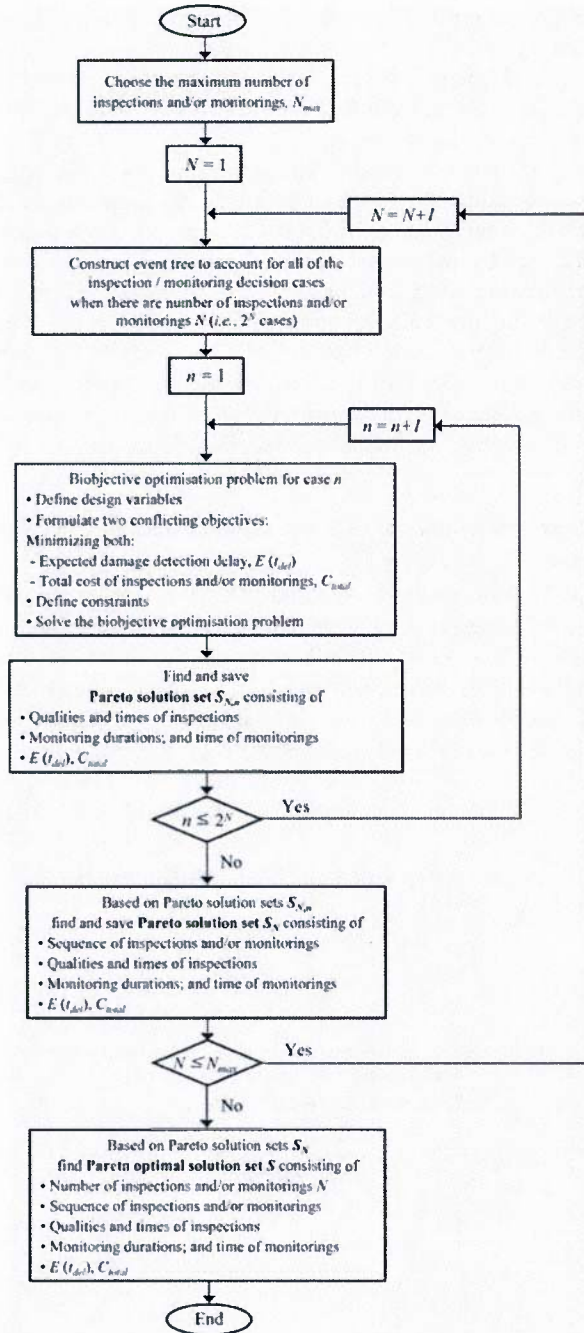 Start
Choose the maximum number of
inspections and/or monitorings, N_max
N = 1
N = N+1
Construct event tree to account for all of the
inspection / monitoring decision cases
when there are number of inspections and/or
monitorings N (i.e., 2^N cases)
n = 1
n = n+1
Biobjective optimisation problem for case n
• Define design variables
• Formulate two conflicting objectives:
Minimizing both:
- Expected damage detection delay, E (t_del)
- Total cost of inspections and/or monitorings, C_total
• Define constraints
• Solve the biobjective optimisation problem
Find and save
Pareto solution set S_N,n consisting of
• Qualities and times of inspections
• Monitoring durations; and time of monitorings
• E (t_del), C_total
n ≤ 2^N
Yes
No
Based on Pareto solution sets S_N,n
find and save Pareto solution set S_N consisting of
• Sequence of inspections and/or monitorings
• Qualities and times of inspections
• Monitoring durations; and time of monitorings
• E (t_del), C_total
N ≤ N_max
Yes
No
Based on Pareto solution sets S_N
find Pareto optimal solution set S consisting of
• Number of inspections and/or monitorings N
• Sequence of inspections and/or monitorings
• Qualities and times of inspections
• Monitoring durations; and time of monitorings
• E (t_del), C_total
End